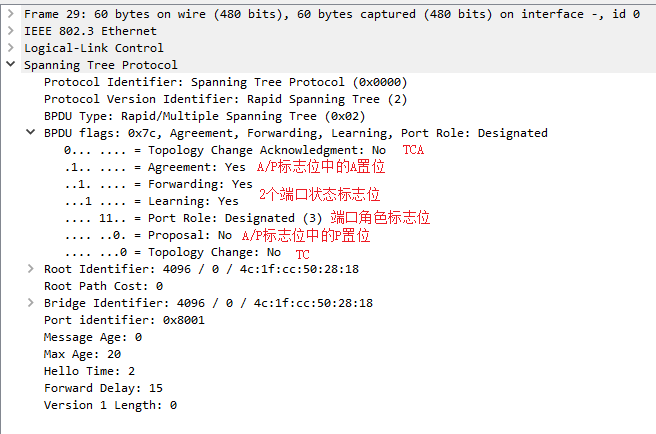 Frame 29: 60 bytes on wire (480 bits), 60 bytes captured (480 bits) on interface -, id 0
IEEE 802.3 Ethernet
Logical-Link Control
Spanning Tree Protocol
Protocol Identifier: Spanning Tree Protocol (0x0000)
Protocol Version Identifier: Rapid Spanning Tree (2)
BPDU Type: Rapid/Multiple Spanning Tree (0x02)
BPDU flags: 0x7c, Agreement, Forwarding, Learning, Port Role: Designated
0... .... = Topology Change Acknowledgment: No TCA
.1.. .... = Agreement: Yes A/P标志位中的A置位
..1. .... = Forwarding: Yes
2个端口状态标志位
...1 .... = Learning: Yes
.... 11.. = Port Role: Designated (3) 端口角色标志位
.... ..0. = Proposal: No A/P标志位中的P置位
.... ...0 = Topology Change: No TC
Root Identifier: 4096 / 0 / 4c:1f:cc:50:28:18
Root Path Cost: 0
Bridge Identifier: 4096 / 0 / 4c:1f:cc:50:28:18
Port identifier: 0x8001
Message Age: 0
Max Age: 20
Hello Time: 2
Forward Delay: 15
Version 1 Length: 0